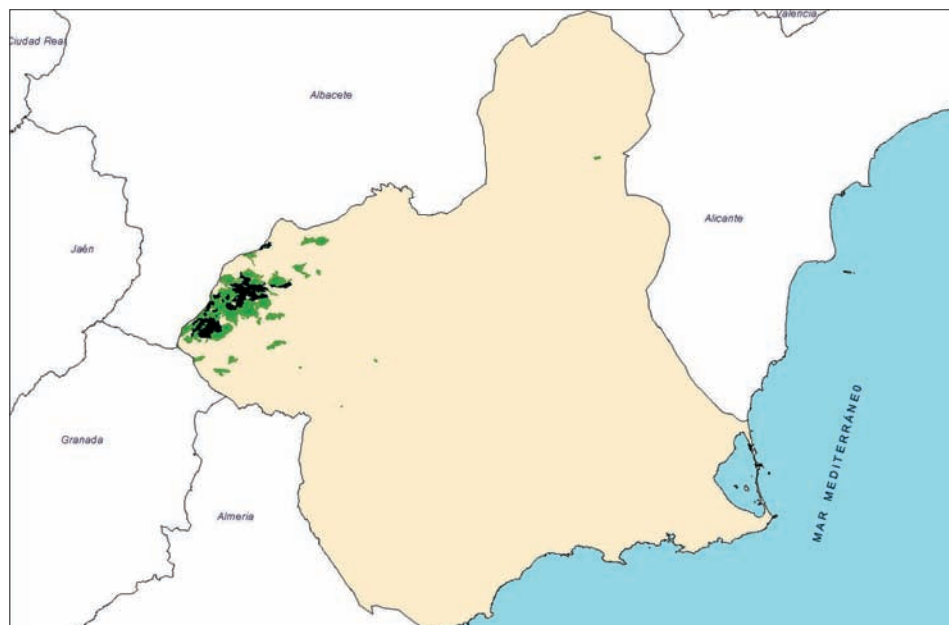 Valencia
Ciudad Real
Albacete
Alicante
Jaén
Granada
Almería
MAR MEDITERRÁNEO